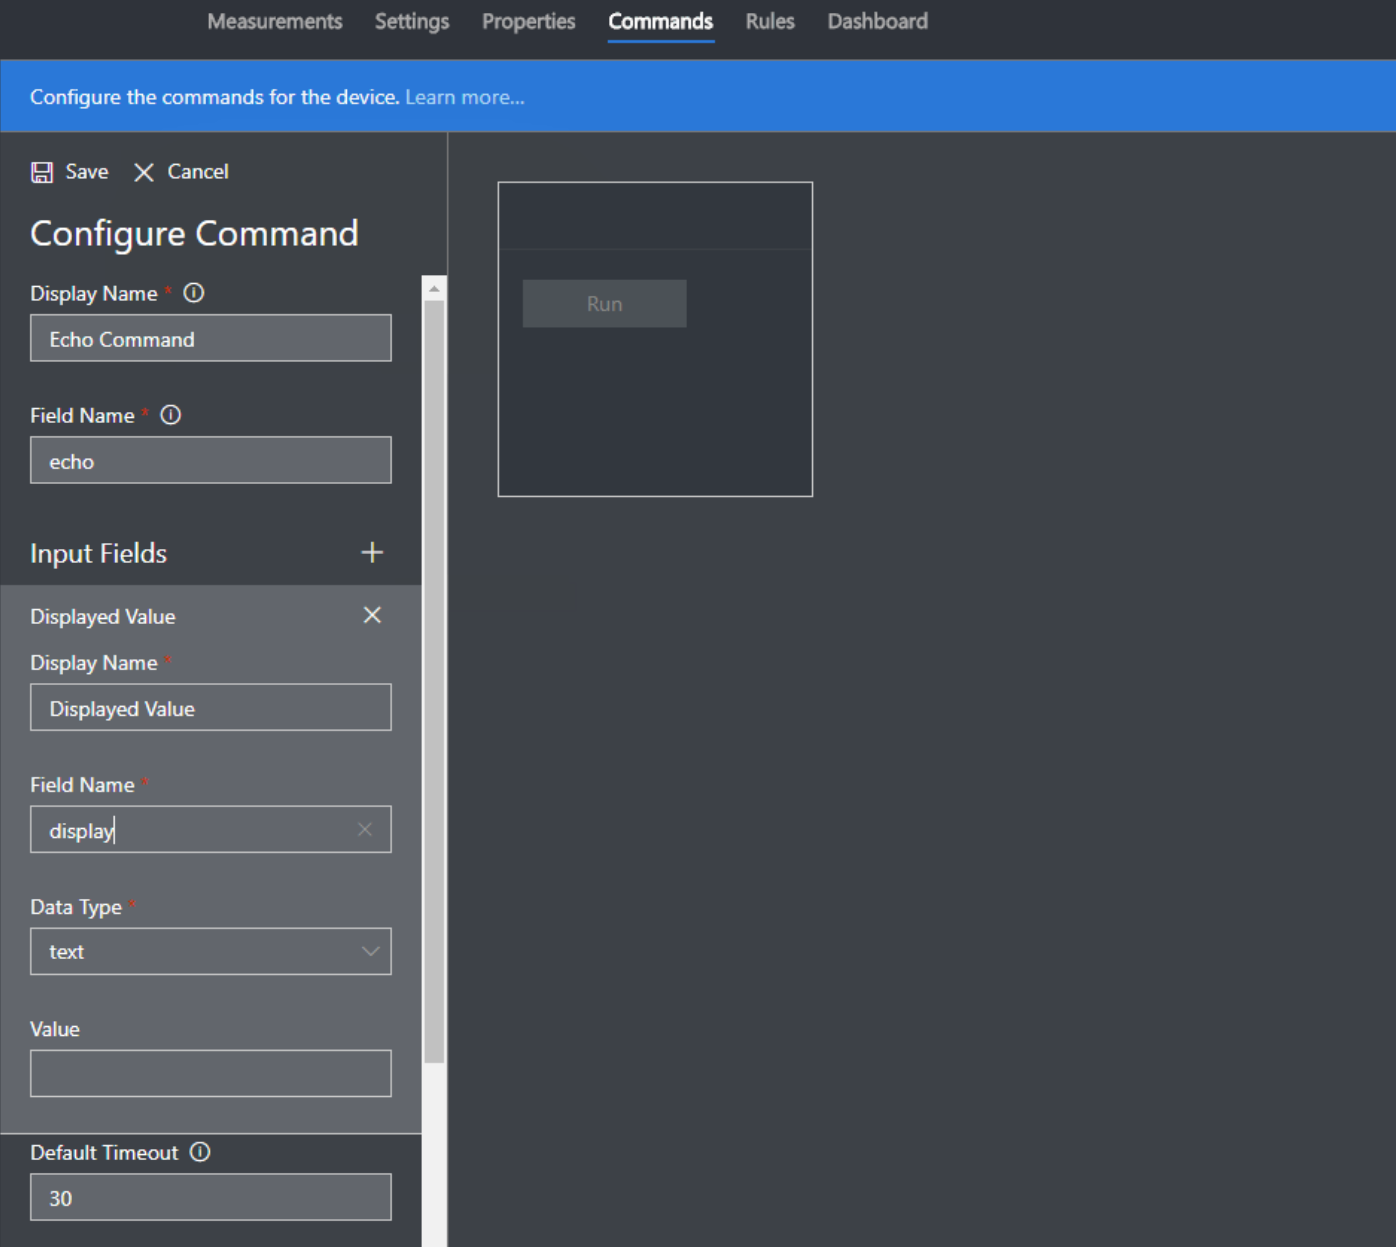 Measurements Settings Properties Commands Rules Dashboard
Configure the commands for the device. Learn more...
Save Cancel
Configure Command
Display Name *
Echo Command
Field Name *
echo
Input Fields
Displayed Value
Display Name *
Displayed Value
Field Name *
display
Data Type *
text
Value
Default Timeout
30
Run